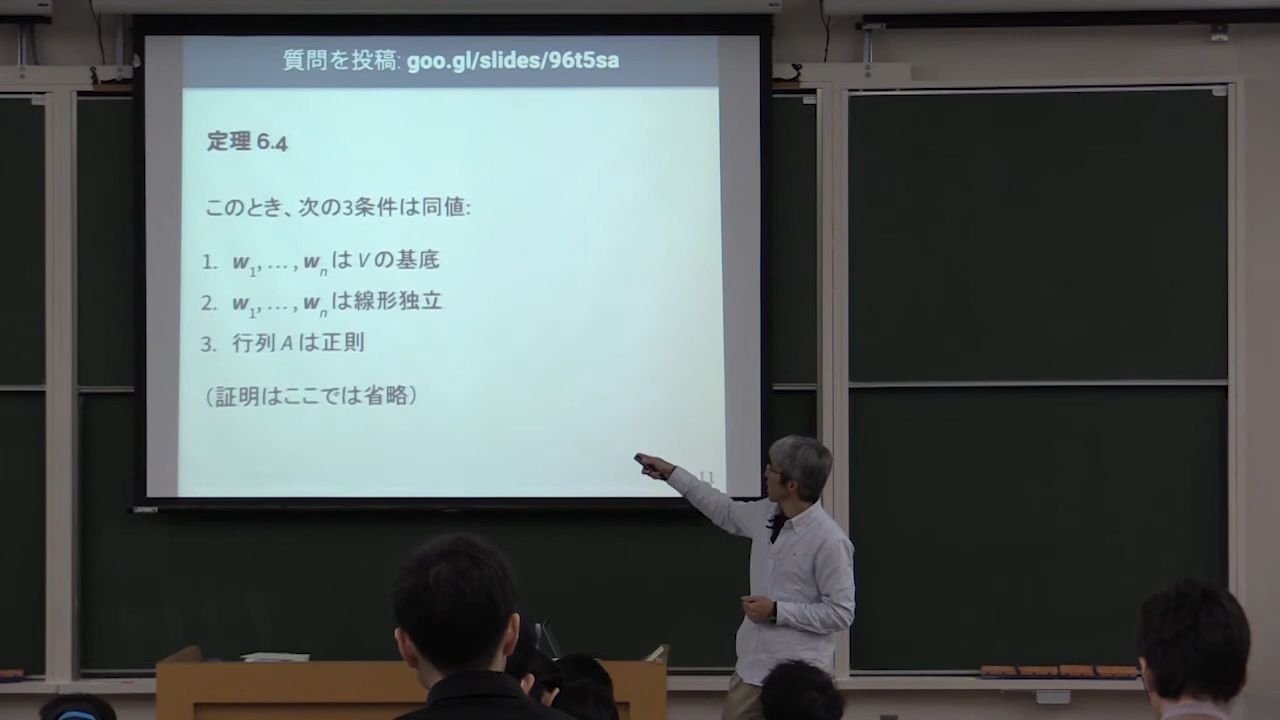 質問を投稿: goo.gl/slides/96t5sa
定理 6.4
このとき、次の3条件は同値:
1. w1, … , wn は V の基底
2. w1, … , wn は線形独立
3. 行列 A は正則
（証明はここでは省略）
11